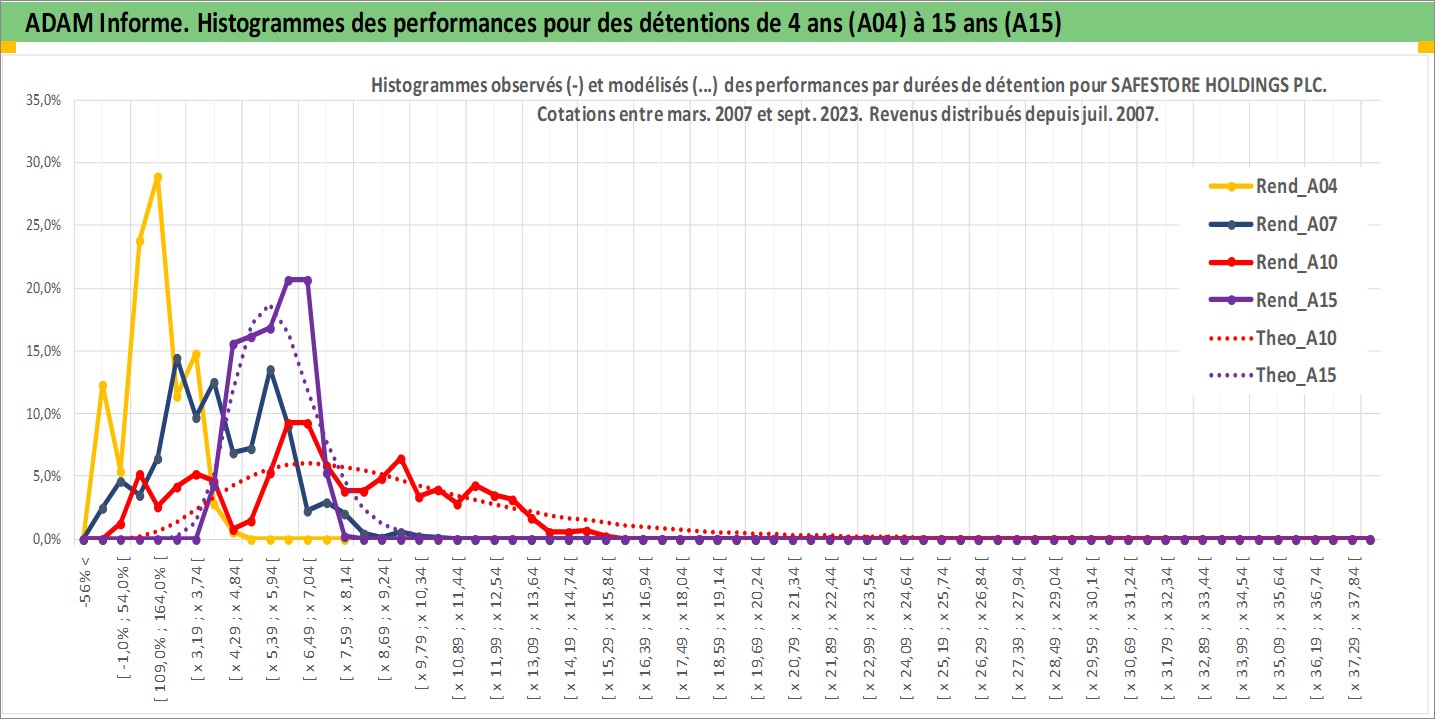 ADAM Informe. Histogrammes des performances pour des détentions de 4 ans (A04) à 15 ans (A15)
Histogrammes observés (-) et modélisés (...) des performances par durées de détention pour SAFESTORE HOLDINGS PLC.
Cotations entre mars. 2007 et sept. 2023. Revenus distribués depuis juil. 2007.
35,0%
30,0%
25,0%
20,0%
15,0%
10,0%
5,0%
0,0%
Rend_A04
Rend_A07
Rend_A10
Rend_A15
Theo_A10
Theo_A15
-56% <
[ -1,0% ; 54,0% [
[ 109,0% ; 164,0% [
[ x 3,19 ; x 3,74 [
[ x 4,29 ; x 4,84 [
[ x 5,39 ; x 5,94 [
[ x 6,49 ; x 7,04 [
[ x 7,59 ; x 8,14 [
[ x 8,69 ; x 9,24 [
[ x 9,79 ; x 10,34
[ x 10,89 ; x 11,44
[ x 11,99 ; x 12,54
[ x 13,09 ; x 13,64
[ x 14,19 ; x 14,74
[ x 15,29 ; x 15,84
[ x 16,39 ; x 16,94
[ x 17,49 ; x 18,04
[ x 18,59 ; x 19,14
[ x 19,69 ; x 20,24
[ x 20,79 ; x 21,34
[ x 21,89 ; x 22,44
[ x 22,99 ; x 23,54
[ x 24,09 ; x 24,64
[ x 25,19 ; x 25,74
[ x 26,29 ; x 26,84
[ x 27,39 ; x 27,94
[ x 28,49 ; x 29,04
[ x 29,59 ; x 30,14
[ x 30,69 ; x 31,24
[ x 31,79 ; x 32,34
[ x 32,89 ; x 33,44
[ x 33,99 ; x 34,54
[ x 35,09 ; x 35,64
[ x 36,19 ; x 36,74
[ x 37,29 ; x 37,84